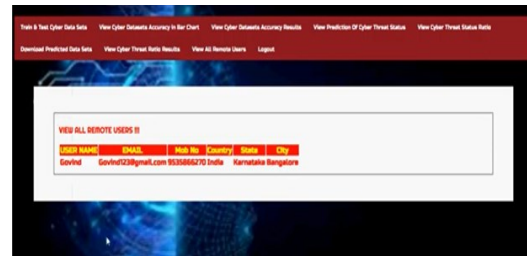 Train & Test Cyber Data Sets View Cyber Datasets Accuracy In Bar Chart View Cyber Datasets Accuracy Results View Prediction Of Cyber Threat Status View Cyber Threat Status Ratio
Download Predicted Data Sets View Cyber Threat Ratio Results View All Remote Users Logout
VIEW ALL REMOTE USERS !!!
USER NAME EMAIL Mob No Country State City
Govind Govind123@gmail.com 9535866270 India Karnataka Bangalore